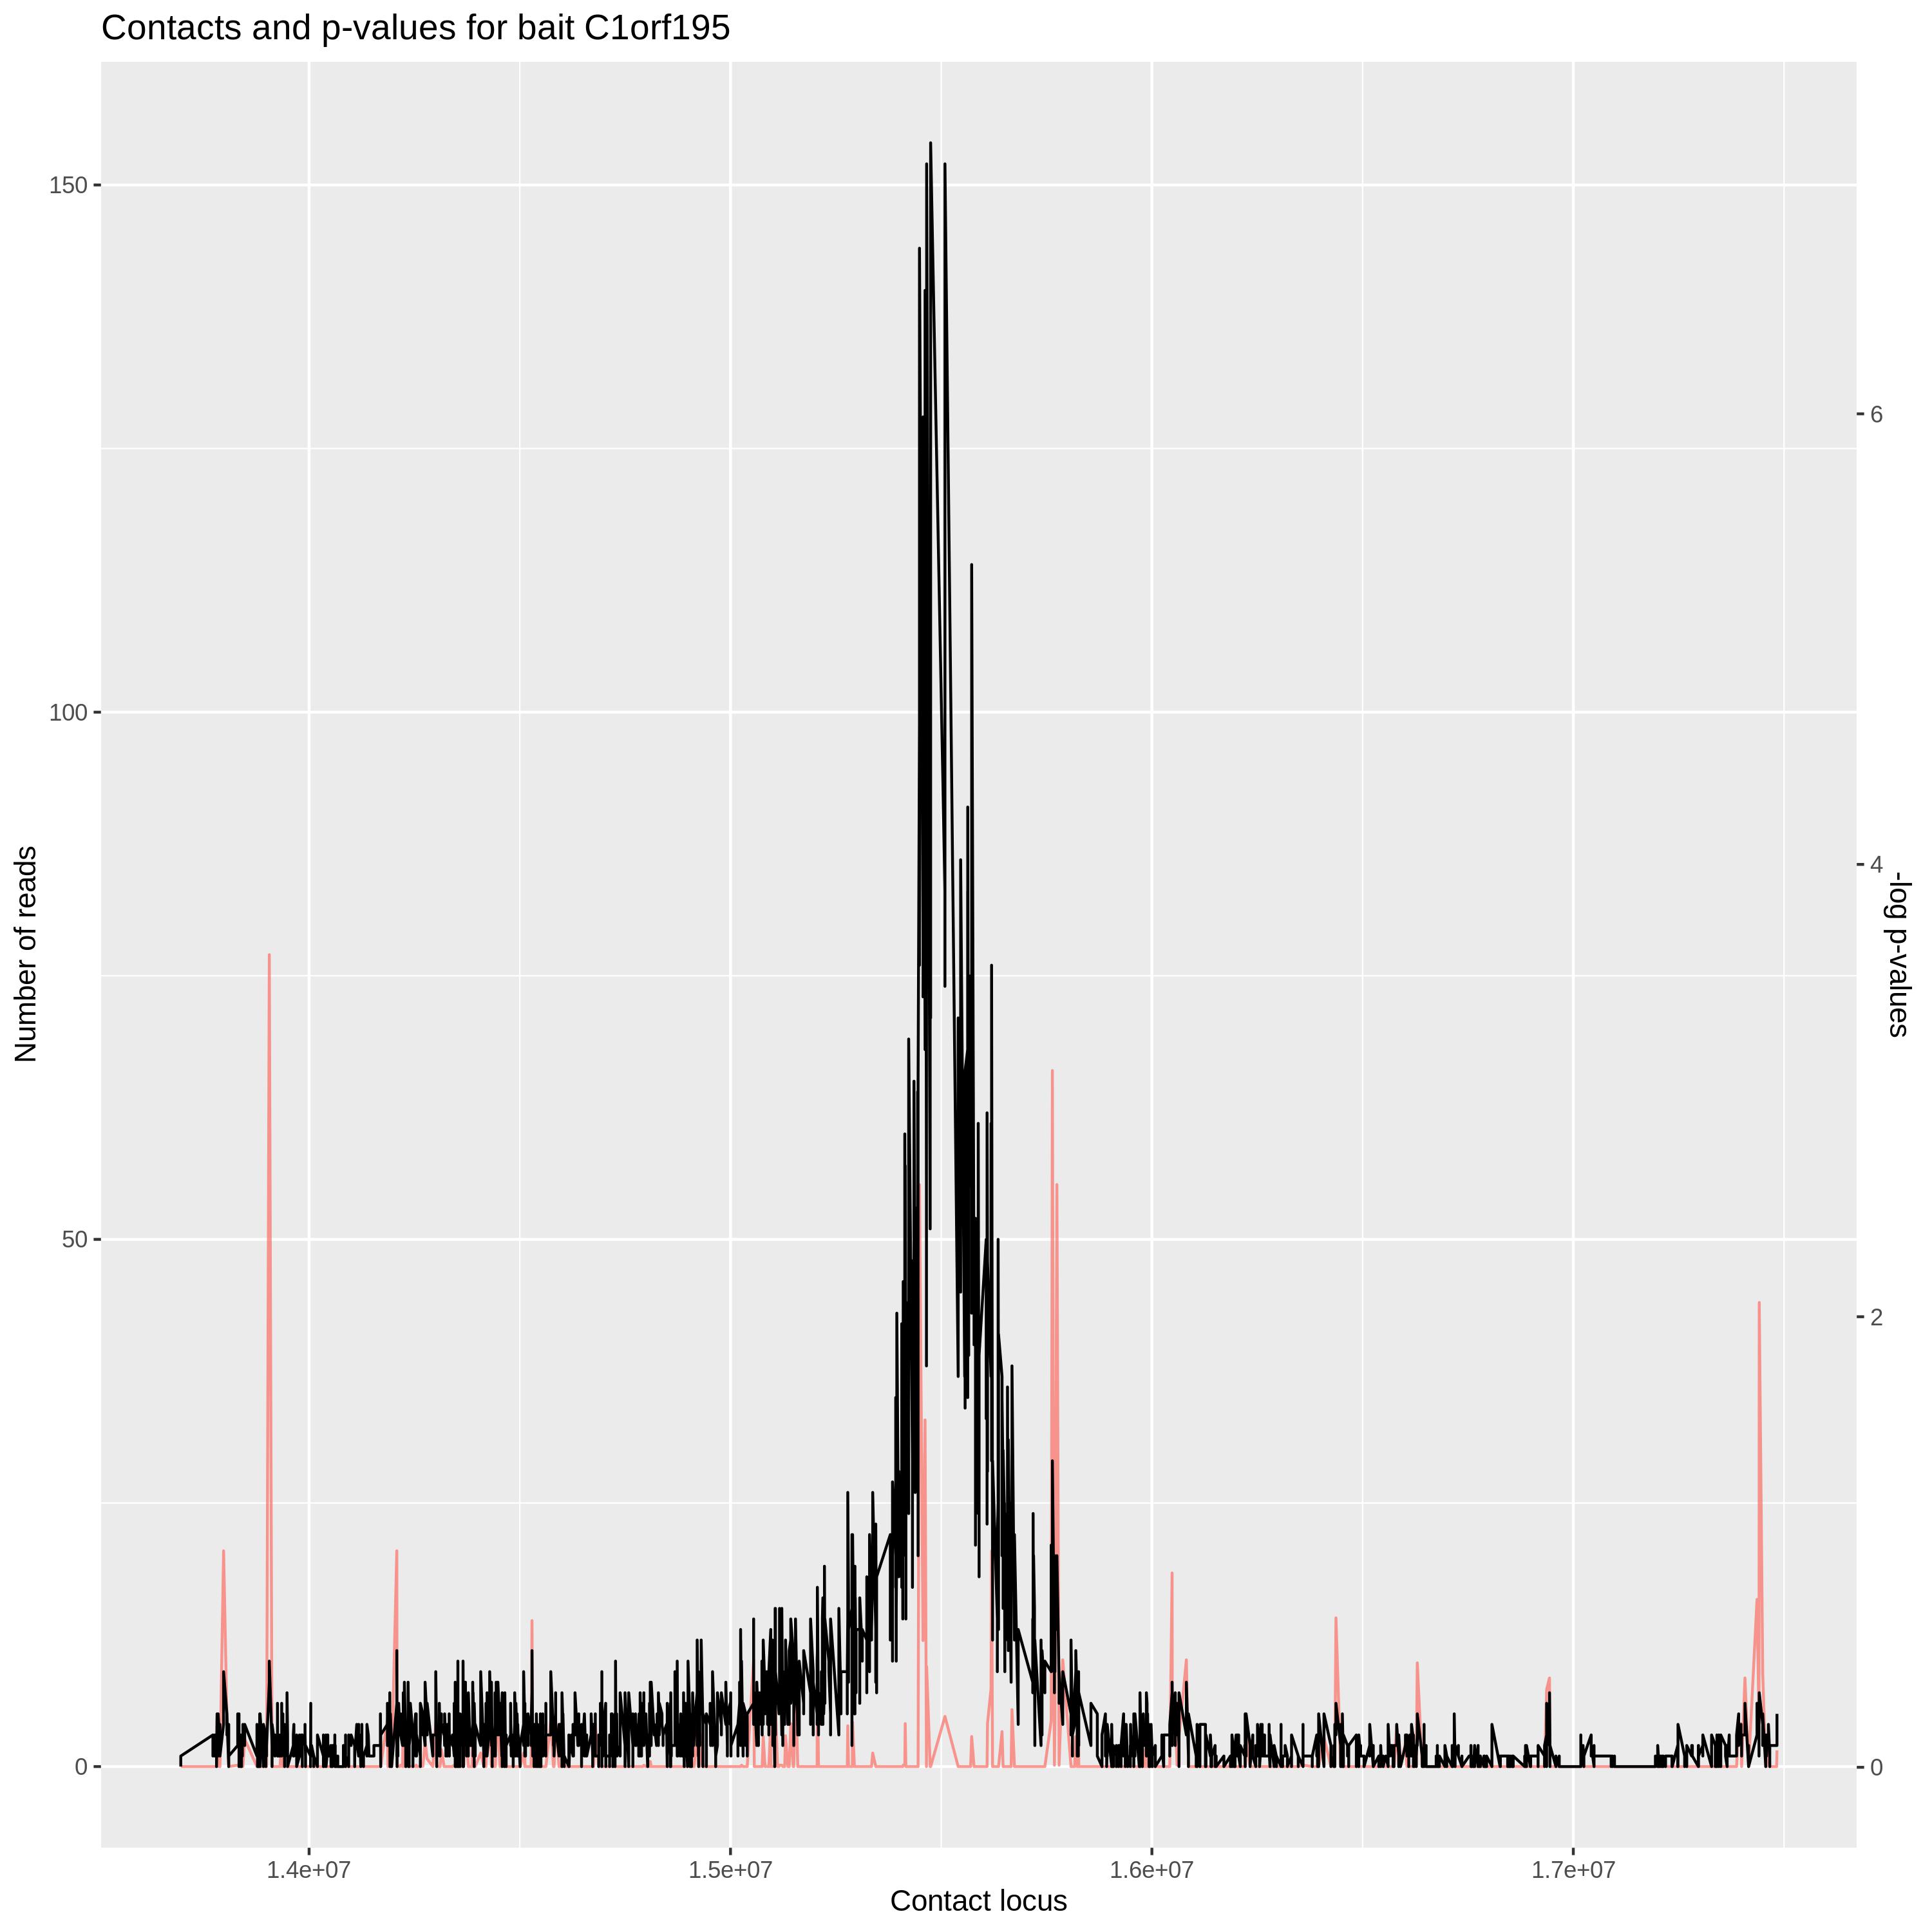 Contacts and p-values for bait C1orf195
150
100
50
0
Number of reads
6
4
2
0
-log p-values
1.4e+07
1.5e+07
1.6e+07
1.7e+07
Contact locus